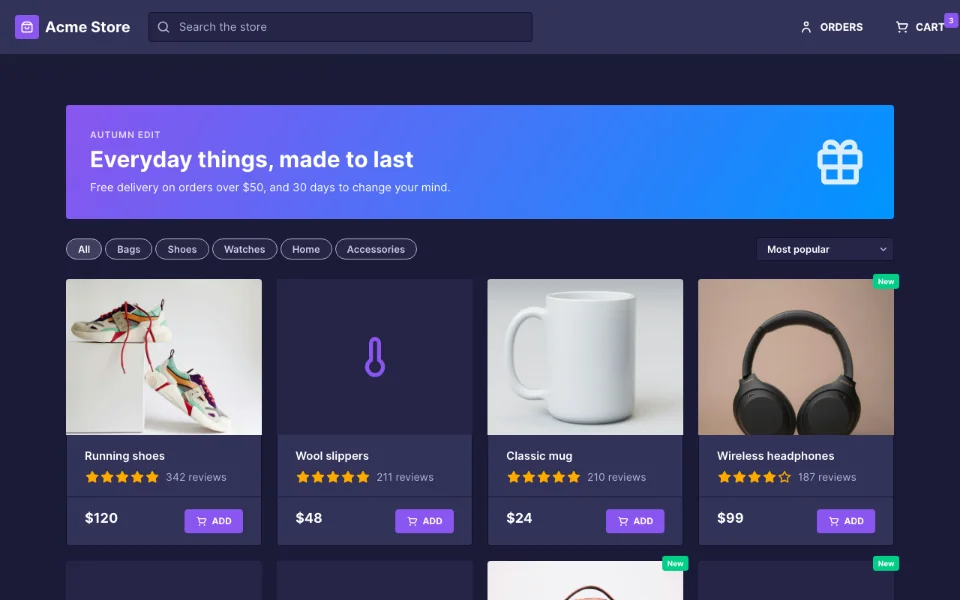 Acme Store
Search the store
ORDERS
CART
3
AUTUMN EDIT
Everyday things, made to last
Free delivery on orders over $50, and 30 days to change your mind.
All
Bags
Shoes
Watches
Home
Accessories
Most popular
New
Running shoes
342 reviews
$120
ADD
Wool slippers
211 reviews
$48
ADD
Classic mug
210 reviews
$24
ADD
Wireless headphones
187 reviews
$99
ADD
New
New